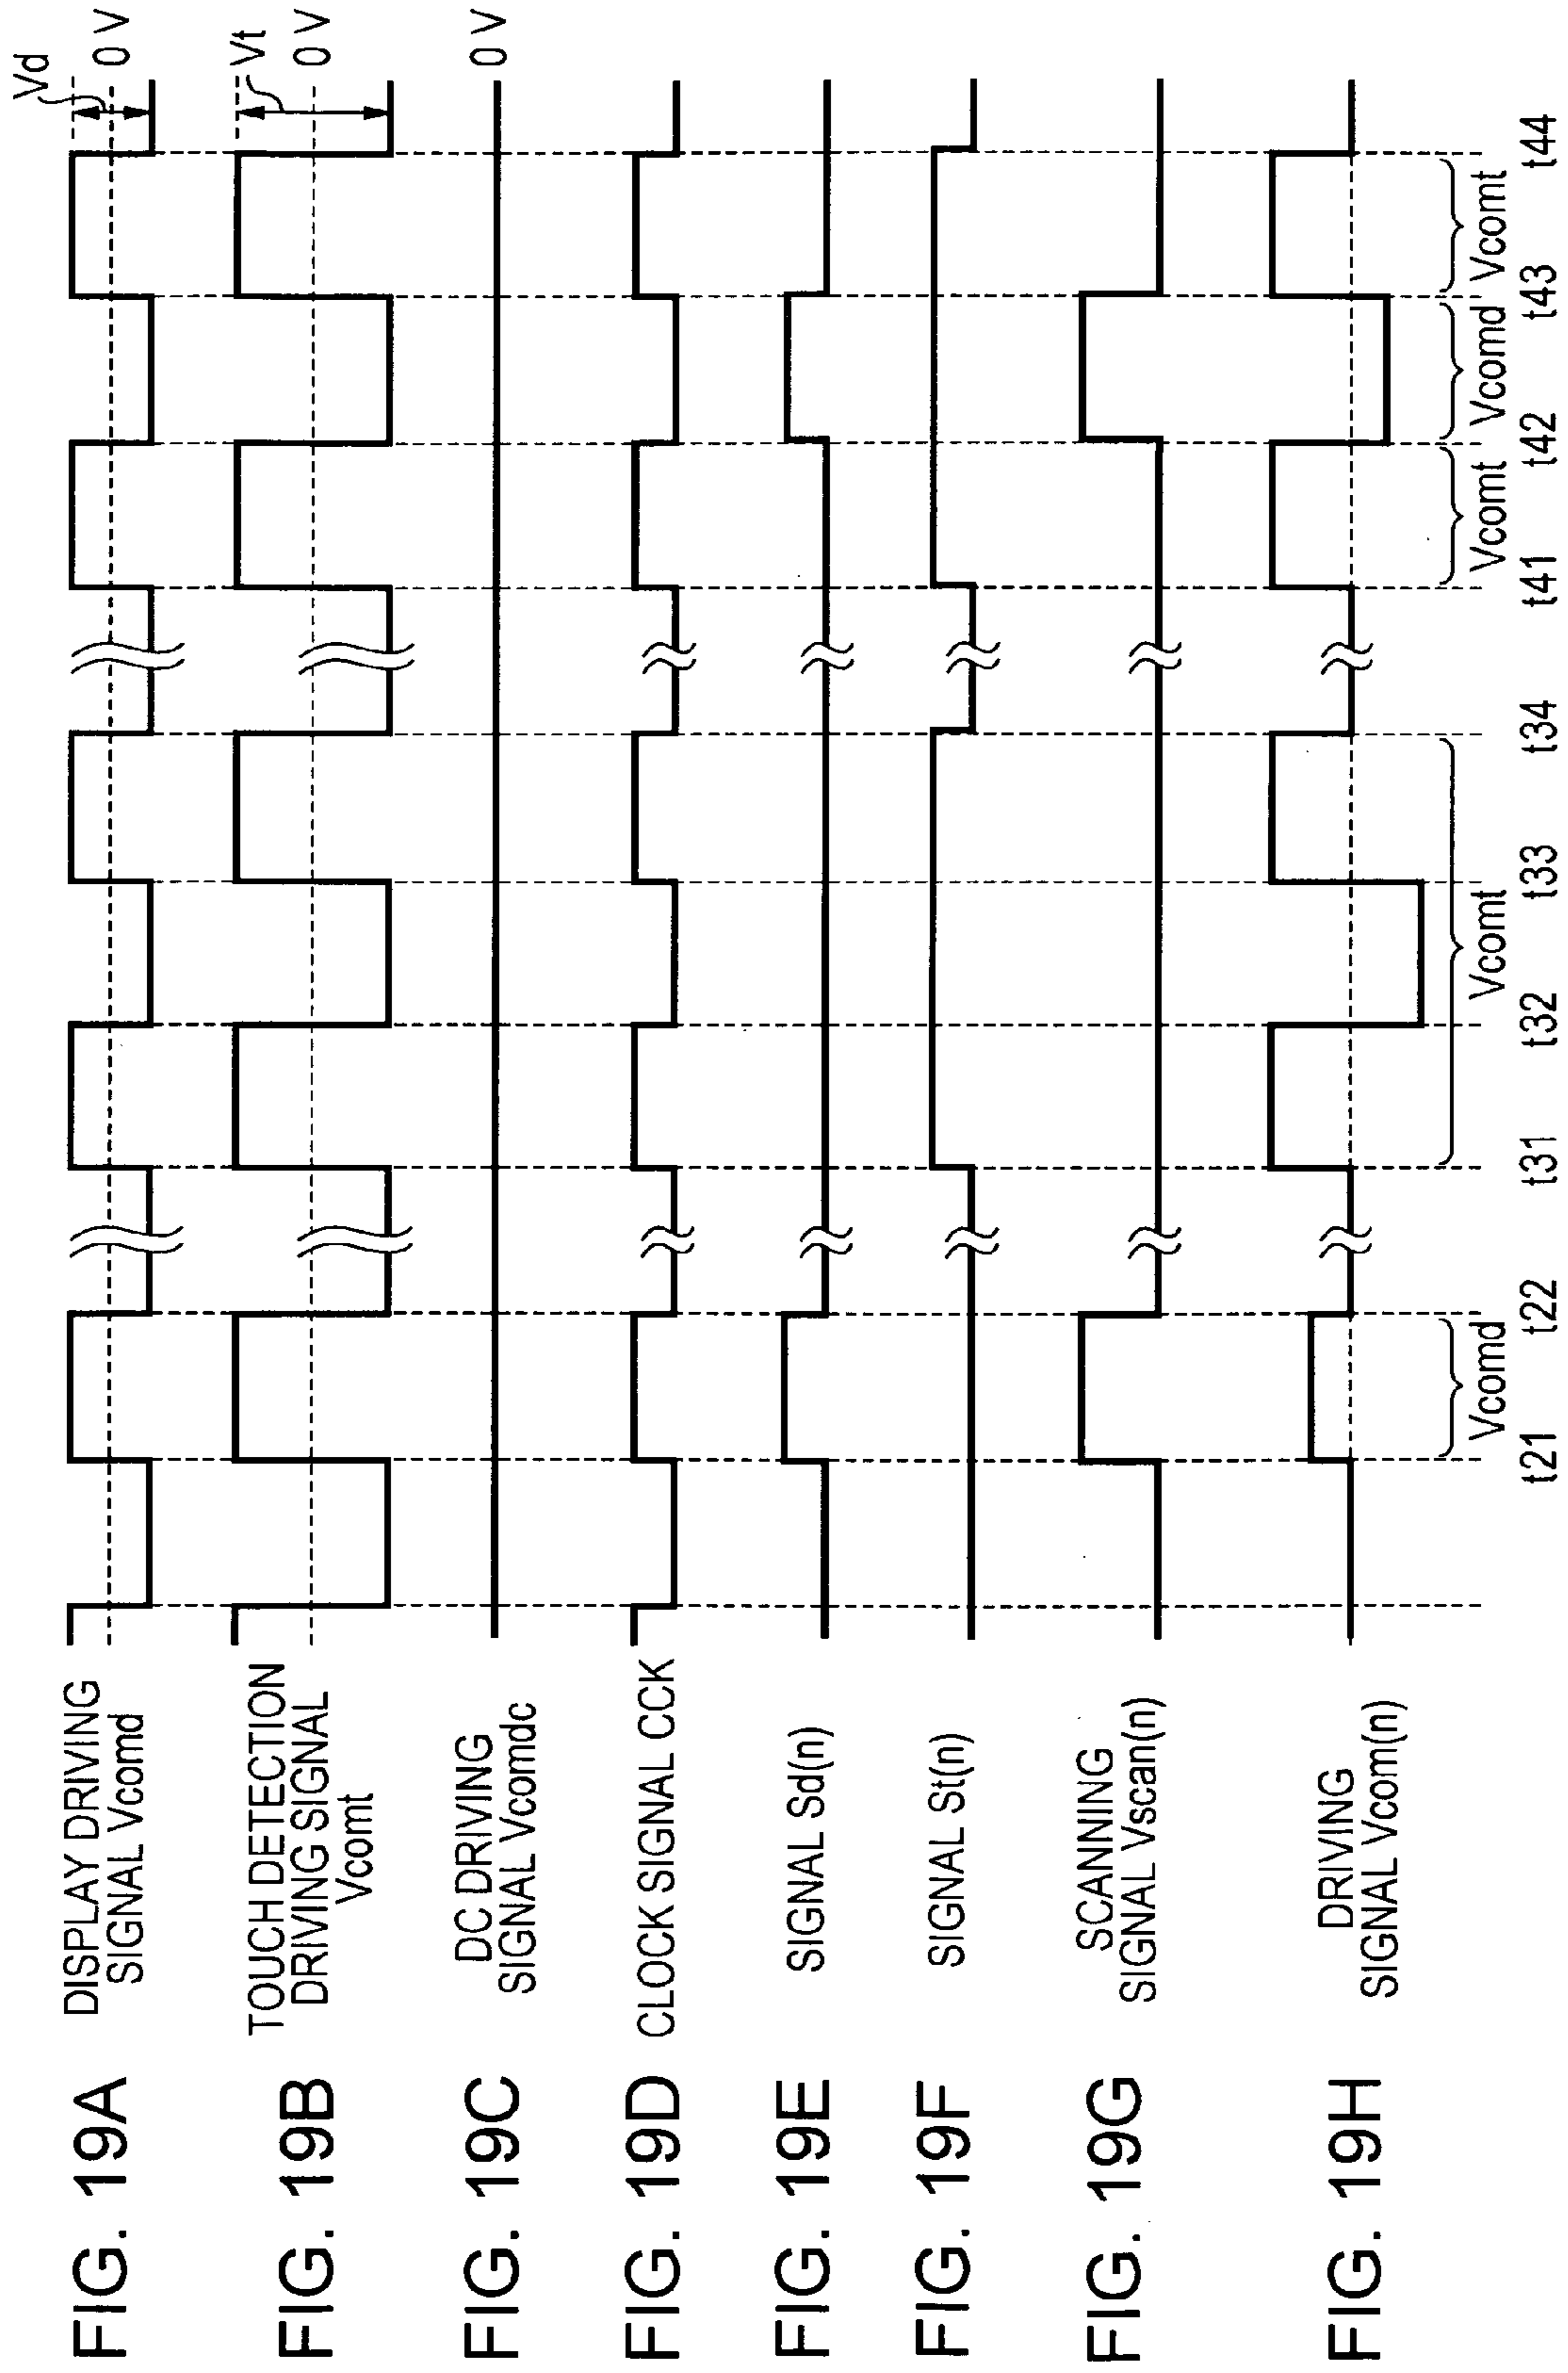 FIG. 19A
DISPLAY DRIVING
SIGNAL Vcomd
Vd
0 V
FIG. 19B
TOUCH DETECTION
DRIVING SIGNAL
Vcomt
Vt
0 V
FIG. 19C
DC DRIVING
SIGNAL Vcomdc
0 V
FIG. 19D
CLOCK SIGNAL CCK
FIG. 19E
SIGNAL Sd(n)
FIG. 19F
SIGNAL St(n)
FIG. 19G
SCANNING
SIGNAL Vscan(n)
FIG. 19H
DRIVING
SIGNAL Vcom(n)
Vcomd
Vcomt
Vcomt
Vcomd
Vcomt
t21
t22
t31
t32
t33
t34
t41
t42
t43
t44